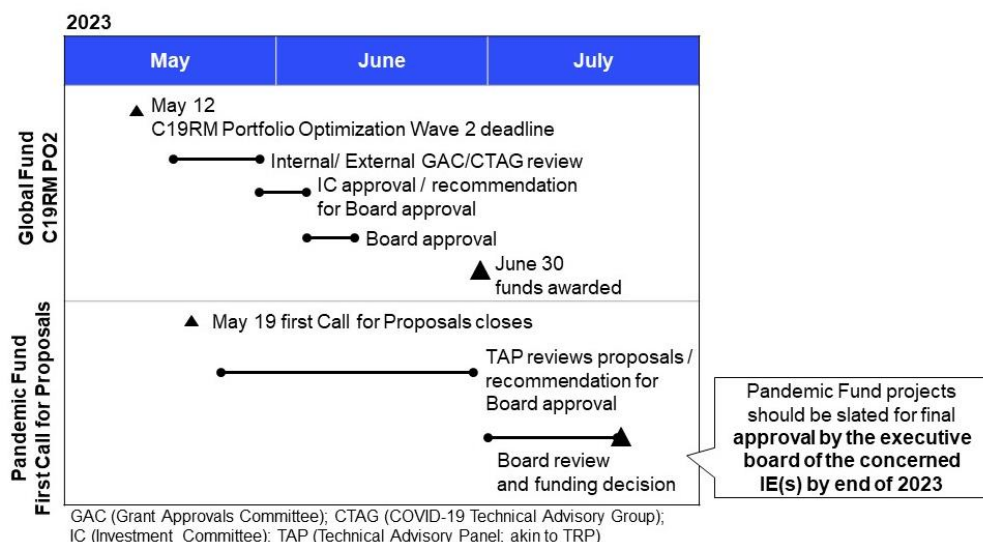 2023
May June July
Global Fund
C19RM PO2
May 12
C19RM Portfolio Optimization Wave 2 deadline
Internal/ External GAC/CTAG review
IC approval / recommendation
for Board approval
Board approval
June 30
funds awarded
Pandemic Fund
First Call for Proposals
May 19 first Call for Proposals closes
TAP reviews proposals /
recommendation for
Board approval
Board review
and funding decision
Pandemic Fund projects
should be slated for final
approval by the executive
board of the concerned
IE(s) by end of 2023
GAC (Grant Approvals Committee); CTAG (COVID-19 Technical Advisory Group);
IC (Investment Committee); TAP (Technical Advisory Panel; akin to TRP)